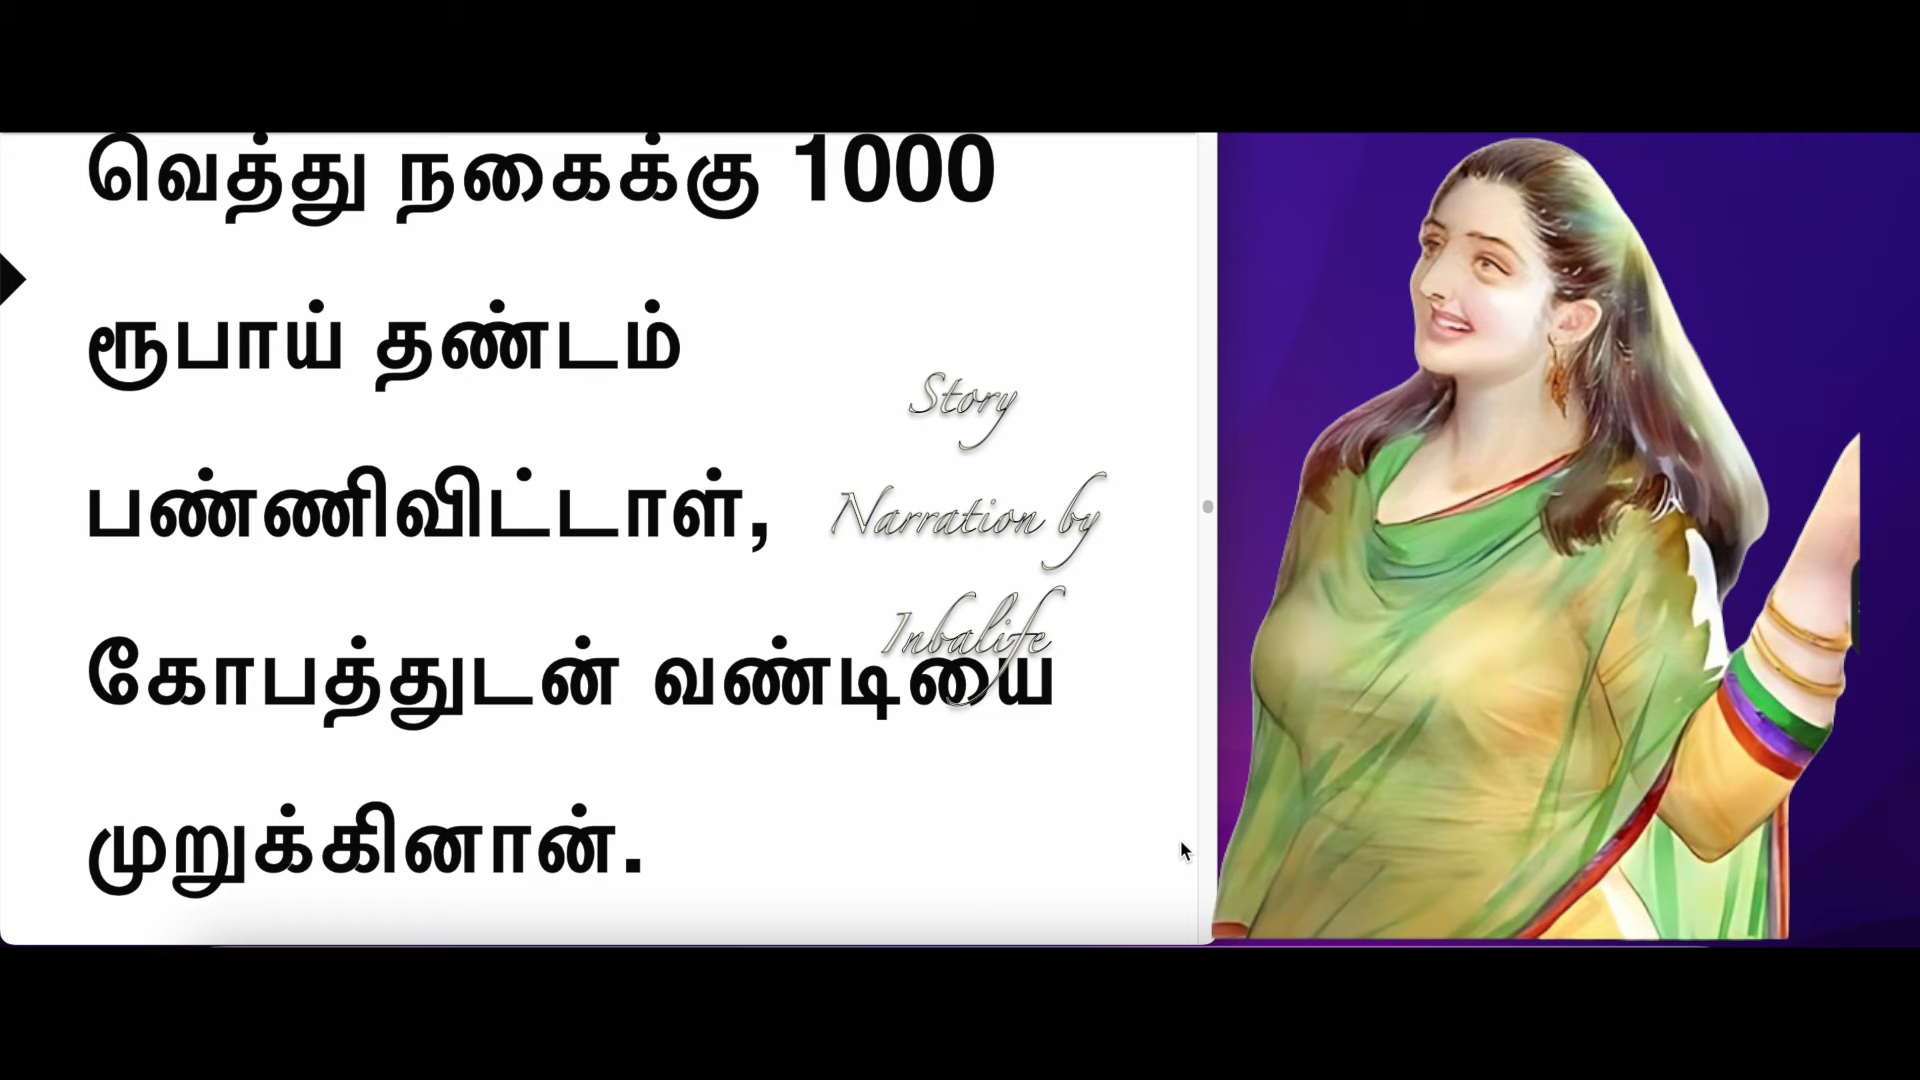 வெத்து நகைக்கு 1000
ரூபாய் தண்டம்
பண்ணிவிட்டாள்,
கோபத்துடன் வண்டியை
முறுக்கினான்.
Story
Narration by
Inbalife